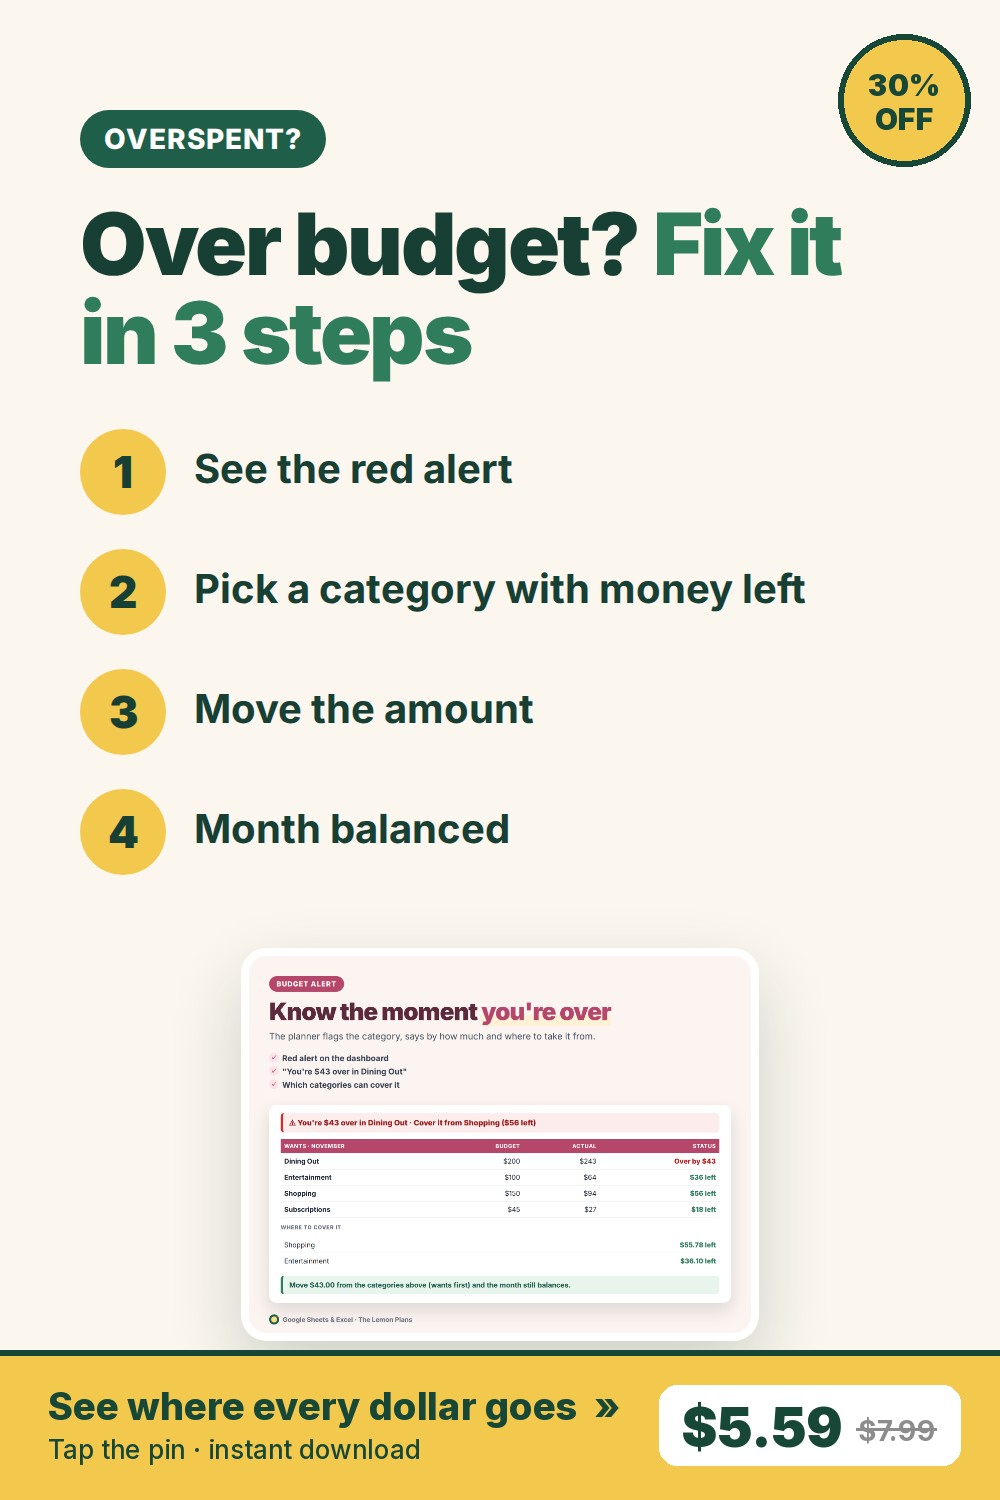 30%
OFF
OVERSPENT?
Over budget? Fix it
in 3 steps
1 See the red alert
2 Pick a category with money left
3 Move the amount
4 Month balanced
BUDGET ALERT
Know the moment you're over
The planner flags the category, says by how much and where to take it from.
✓ Red alert on the dashboard
✓ "You're $43 over in Dining Out"
✓ Which categories can cover it
⚠ You're $43 over in Dining Out · Cover it from Shopping ($56 left)
WANTS · NOVEMBER BUDGET ACTUAL STATUS
Dining Out $200 $243 Over by $43
Entertainment $100 $64 $36 left
Shopping $150 $94 $56 left
Subscriptions $45 $27 $18 left
WHERE TO COVER IT
Shopping $55.78 left
Entertainment $36.10 left
Move $43.00 from the categories above (wants first) and the month still balances.
Google Sheets & Excel · The Lemon Plans
See where every dollar goes »
Tap the pin · instant download
$5.59 $7.99